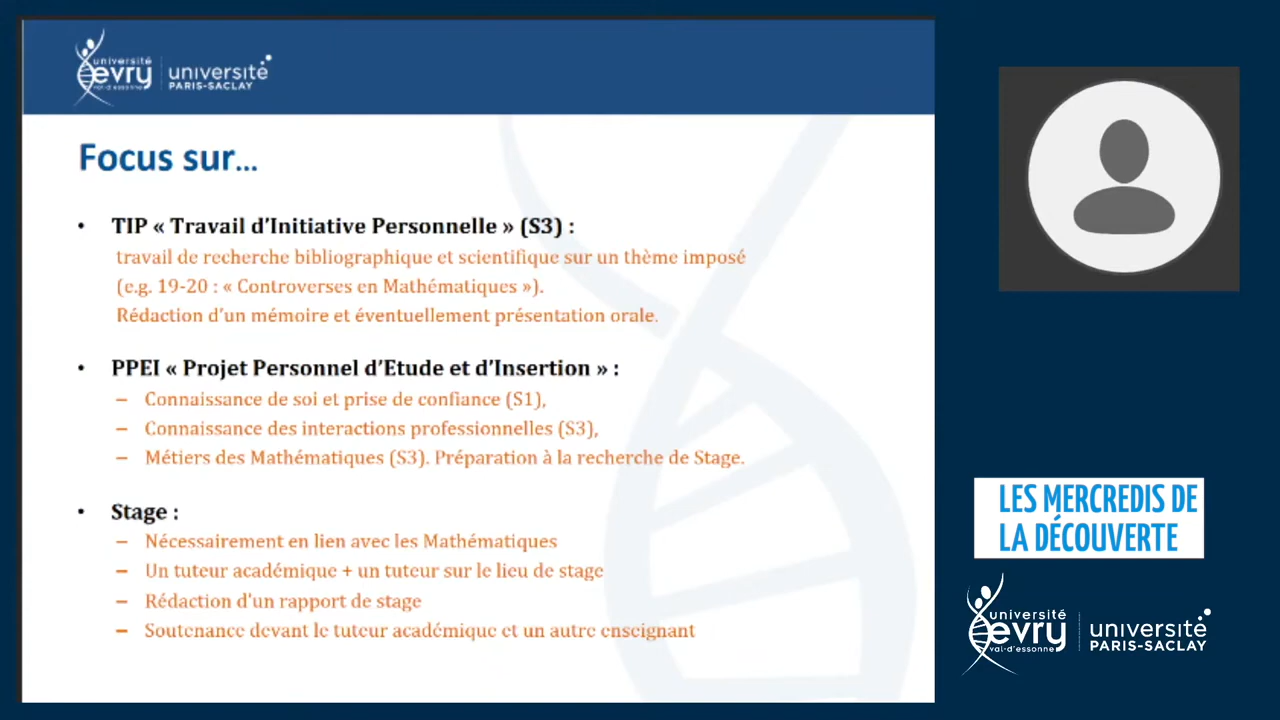 université
evry
val-d'essonne
université
PARIS-SACLAY
Focus sur...
• TIP « Travail d'Initiative Personnelle » (S3) :
travail de recherche bibliographique et scientifique sur un thème imposé
(e.g. 19-20 : « Controverses en Mathématiques »).
Rédaction d'un mémoire et éventuellement présentation orale.
• PPEI « Projet Personnel d'Etude et d'Insertion » :
– Connaissance de soi et prise de confiance (S1),
– Connaissance des interactions professionnelles (S3),
– Métiers des Mathématiques (S3). Préparation à la recherche de Stage.
• Stage :
– Nécessairement en lien avec les Mathématiques
– Un tuteur académique + un tuteur sur le lieu de stage
– Rédaction d'un rapport de stage
– Soutenance devant le tuteur académique et un autre enseignant
LES MERCREDIS DE
LA DÉCOUVERTE
université
evry
val-d'essonne
université
PARIS-SACLAY